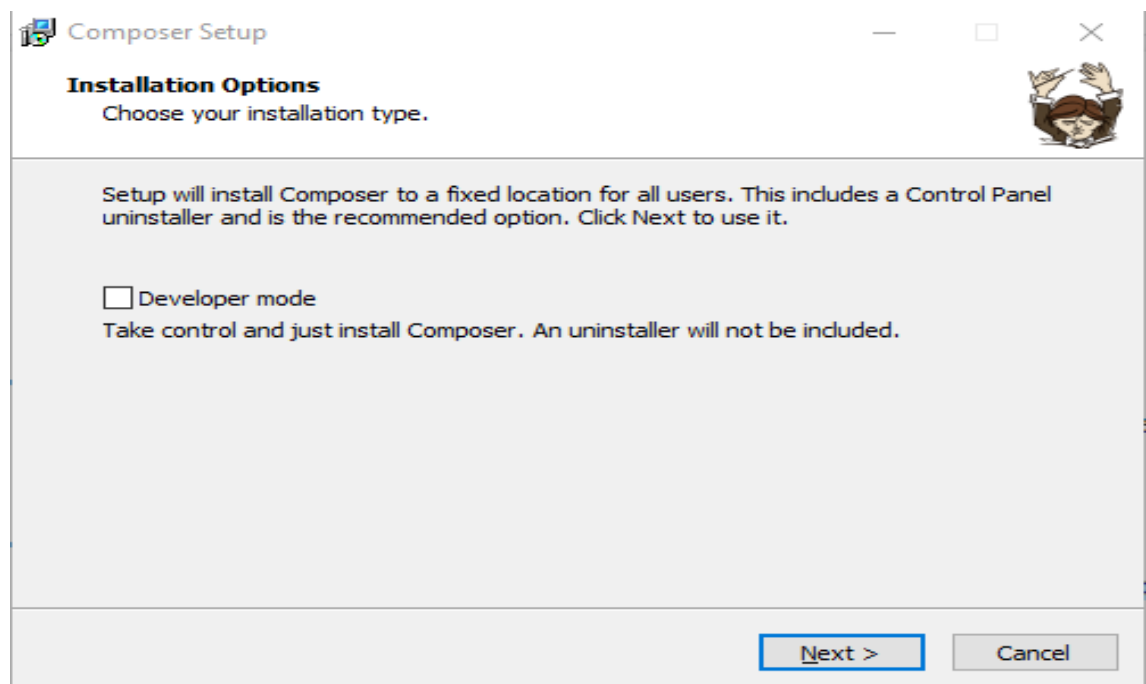 Composer Setup
Installation Options
Choose your installation type.
Setup will install Composer to a fixed location for all users. This includes a Control Panel
uninstaller and is the recommended option. Click Next to use it.
Developer mode
Take control and just install Composer. An uninstaller will not be included.
Next >
Cancel